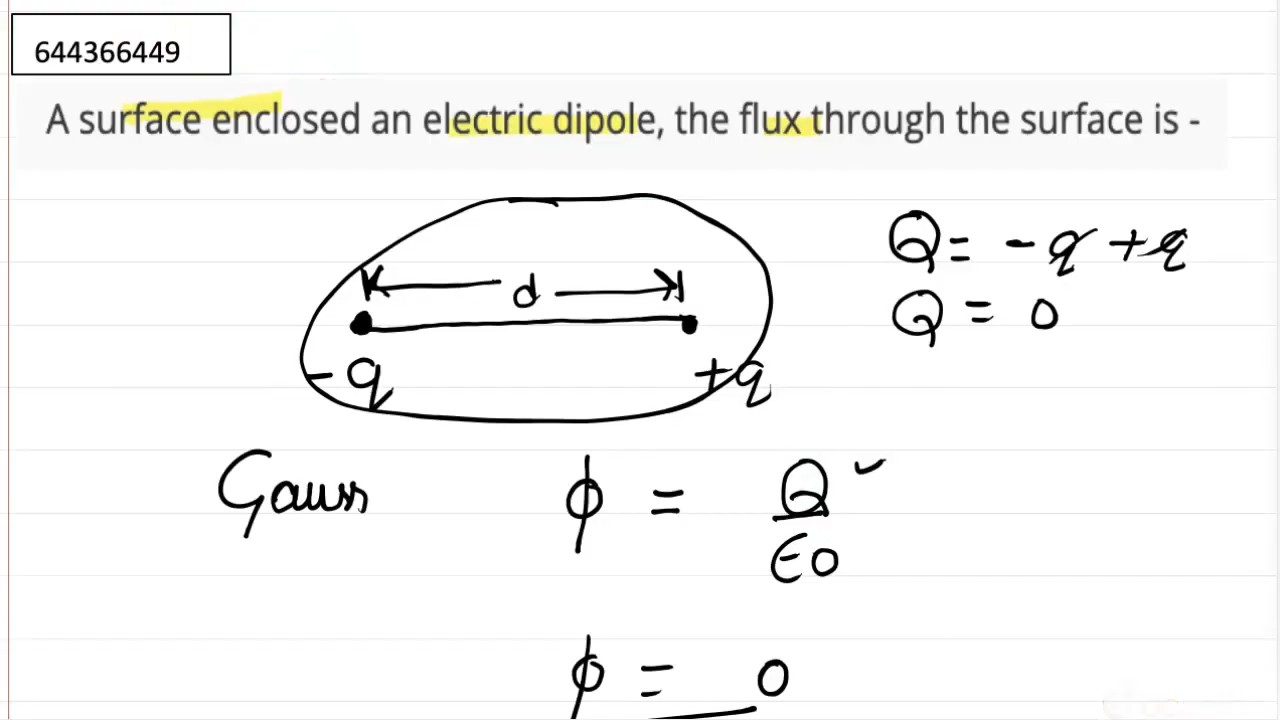 644366449
A surface enclosed an electric dipole, the flux through the surface is -
d
-q +q
Q = -q +q
Q = 0
Gauss ϕ = Q/ϵ0
ϕ = 0